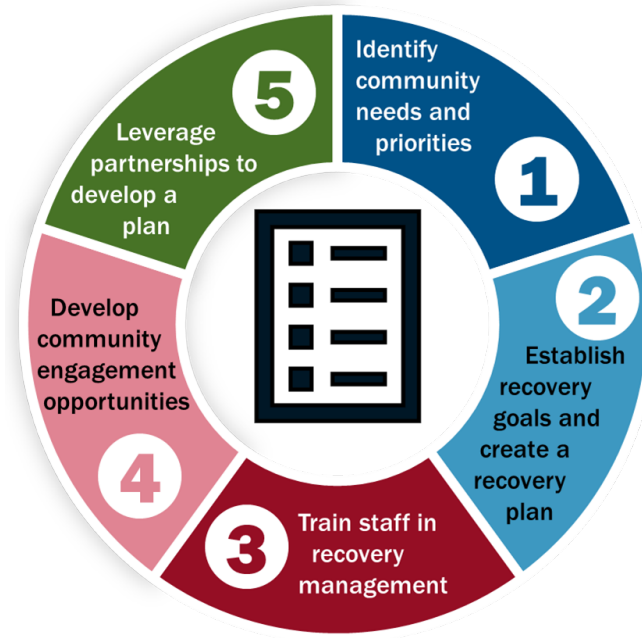 Identify
community
needs and
priorities
1
2
Establish
recovery
goals and
create a
recovery
plan
3
Train staff in
recovery
management
Develop
community
engagement
opportunities
4
5
Leverage
partnerships to
develop a
plan